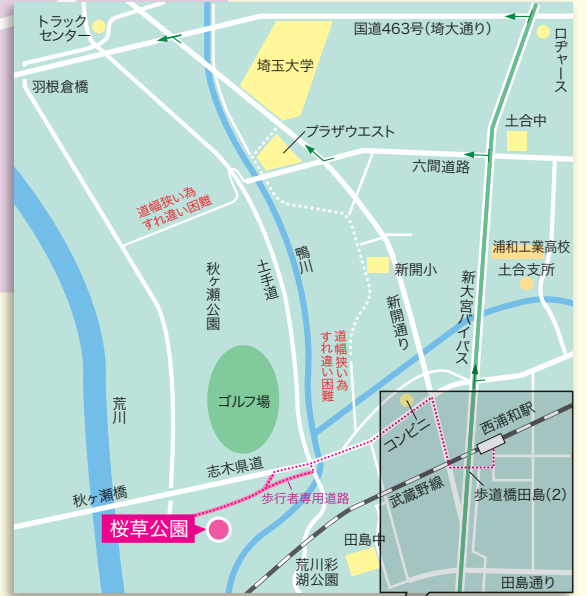 トラック
センター
国道463号(埼大通り)
ロヂャース
羽根倉橋
埼玉大学
プラザウエスト
土合中
六間道路
道幅狭い為
すれ違い困難
浦和工業高校
土合支所
新開小
秋ヶ瀬公園
土手道
鴨川
新開通り
新大宮バイパス
道幅狭い為
すれ違い困難
ゴルフ場
荒川
コンビニ
西浦和駅
志木県道
秋ヶ瀬橋
歩行者専用道路
武蔵野線
歩道橋田島(2)
桜草公園
田島中
荒川彩
湖公園
田島通り